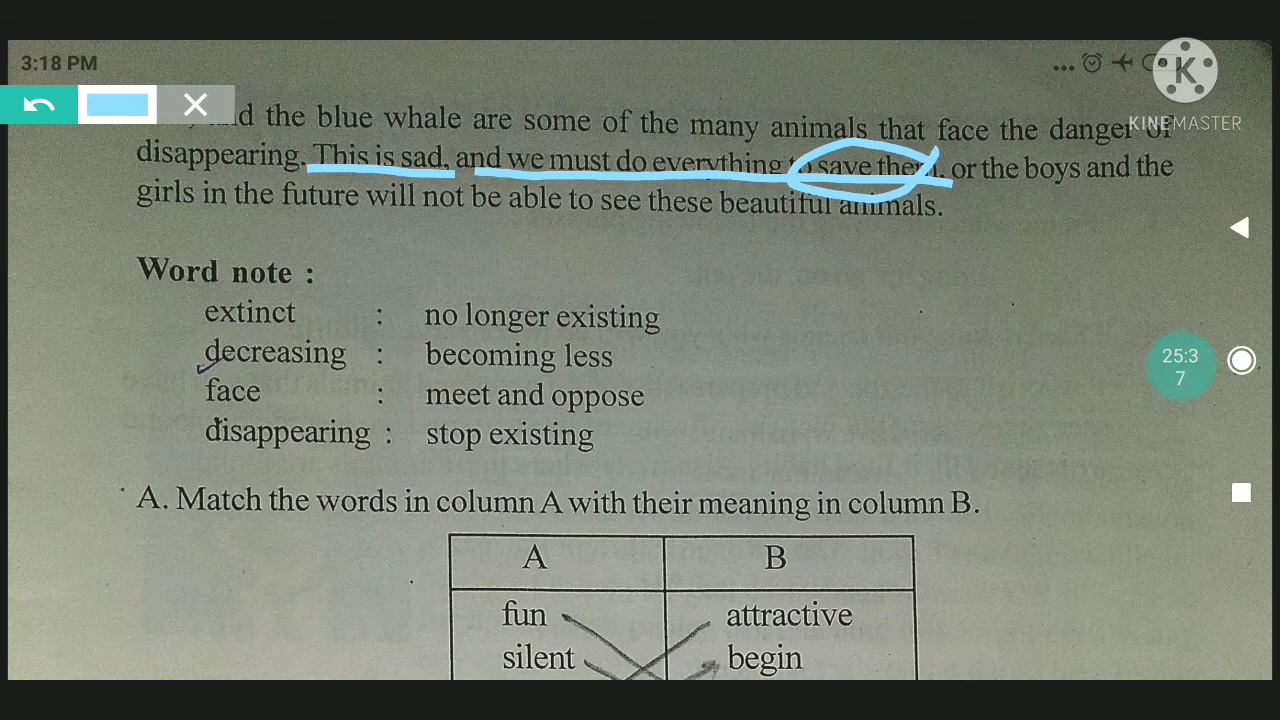 3:18 PM
KINEMASTER
and the blue whale are some of the many animals that face the danger of
disappearing. This is sad, and we must do everything to save them, or the boys and the
girls in the future will not be able to see these beautiful animals.
Word note :
extinct : no longer existing
decreasing : becoming less
face : meet and oppose
disappearing : stop existing
25:3
7
A. Match the words in column A with their meaning in column B.
A B
fun attractive
silent begin